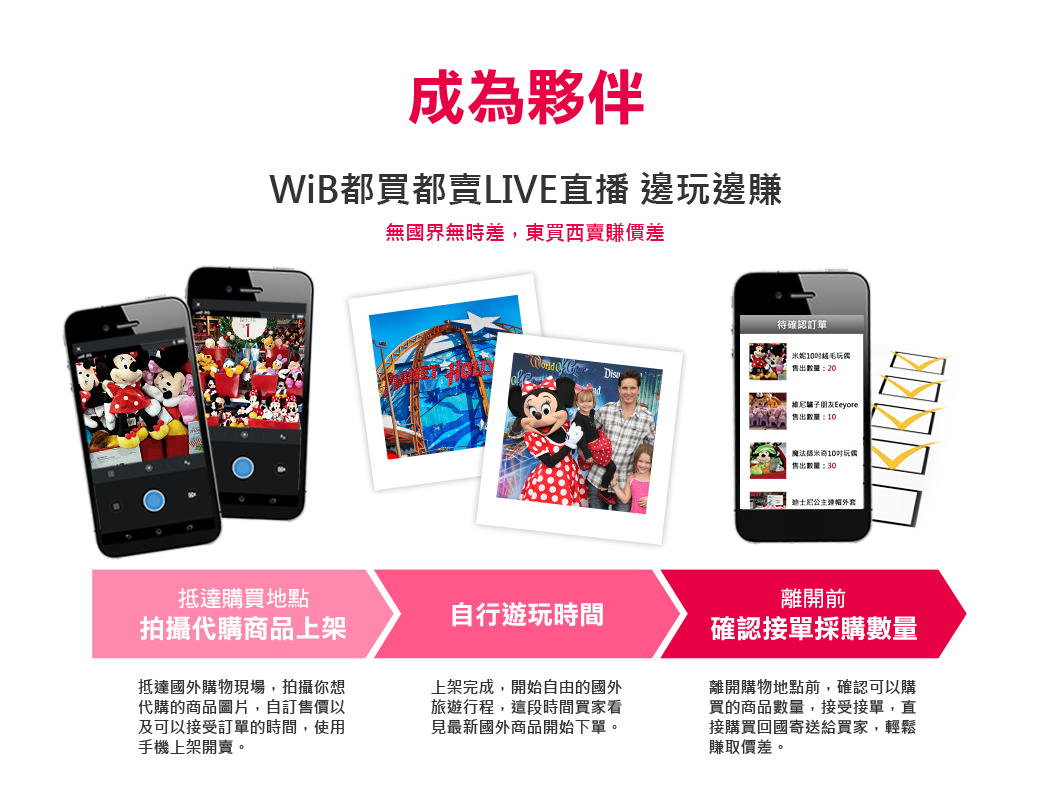 成為夥伴
WiB都買都賣LIVE直播 邊玩邊賺
無國界無時差，東買西賣賺價差
1
PLANET HOLLY
World of
Disn
待確認訂單
米妮10吋絨毛玩偶
售出數量：20
維尼驢子朋友Eeyore
售出數量：10
魔法師米奇10吋玩偶
售出數量：30
迪士尼公主連帽外套
抵達購買地點
拍攝代購商品上架
自行遊玩時間
離開前
確認接單採購數量
抵達國外購物現場，拍攝你想
代購的商品圖片，自訂售價以
及可以接受訂單的時間，使用
手機上架開賣。
上架完成，開始自由的國外
旅遊行程，這段時間買家看
見最新國外商品開始下單。
離開購物地點前，確認可以購
買的商品數量，接受接單，直
接購買回國寄送給買家，輕鬆
賺取價差。